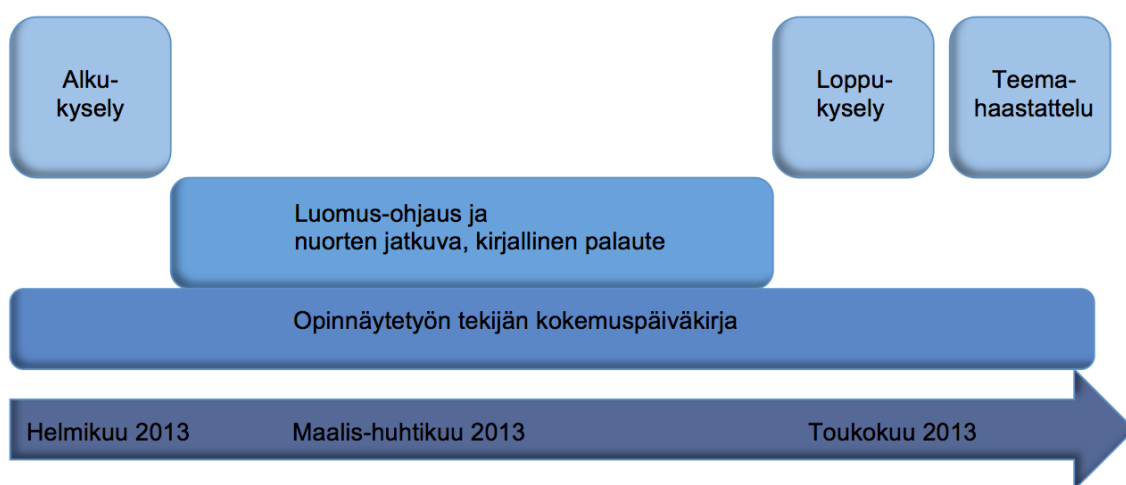 Alku-
kysely
Loppu-
kysely
Teema-
haastattelu
Luomus-ohjaus ja
nuorten jatkuva, kirjallinen palaute
Opinnäytetyön tekijän kokemuspäiväkirja
Helmikuu 2013
Maalis-huhtikuu 2013
Toukokuu 2013